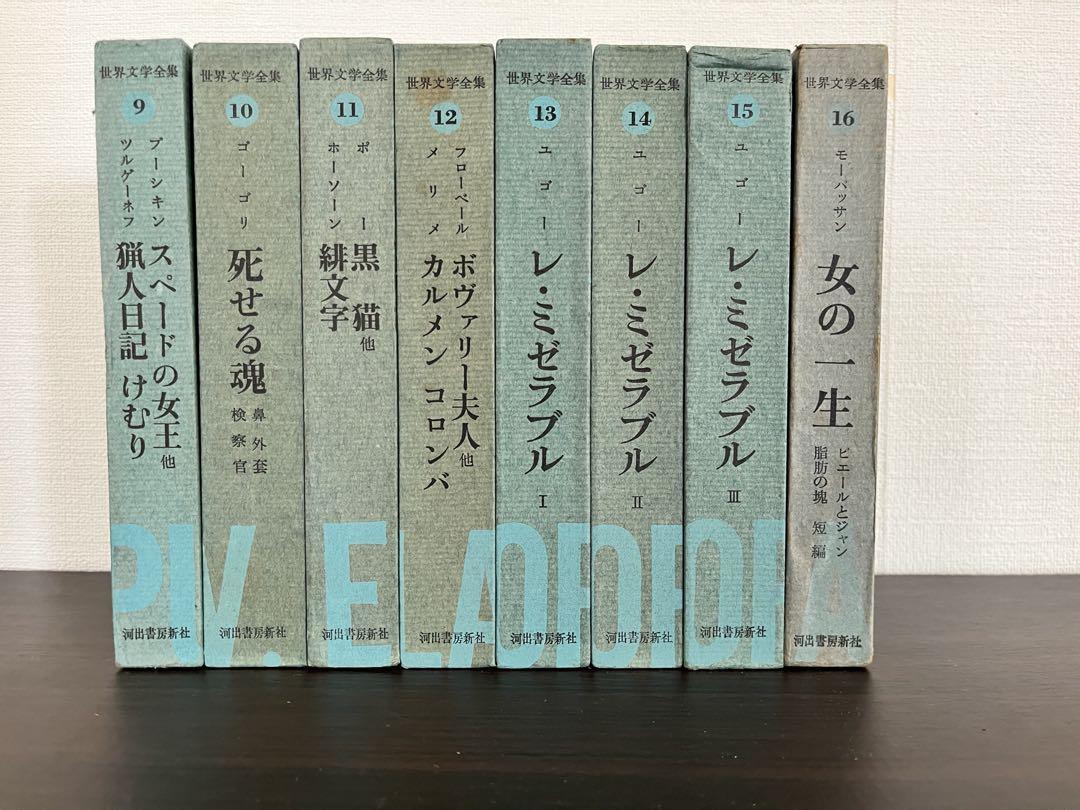 世界文学全集
9
プーシキン
ツルゲーネフ
スペードの女王 他
猟人日記 けむり
PV.
河出書房新社
世界文学全集
10
ゴーゴリ
死せる魂
鼻 外套
検察官
河出書房新社
世界文学全集
11
ポー
ホーソーン
黒猫 他
緋文字
E
河出書房新社
世界文学全集
12
フローベール
メリメ
ボヴァリー夫人 他
カルメン コロンバ
河出書房新社
世界文学全集
13
ユゴー
レ・ミゼラブル
I
河出書房新社
世界文学全集
14
ユゴー
レ・ミゼラブル
II
河出書房新社
世界文学全集
15
ユゴー
レ・ミゼラブル
III
河出書房新社
世界文学全集
16
モーパッサン
女の一生
ピエールとジャン
脂肪の塊 短編
河出書房新社